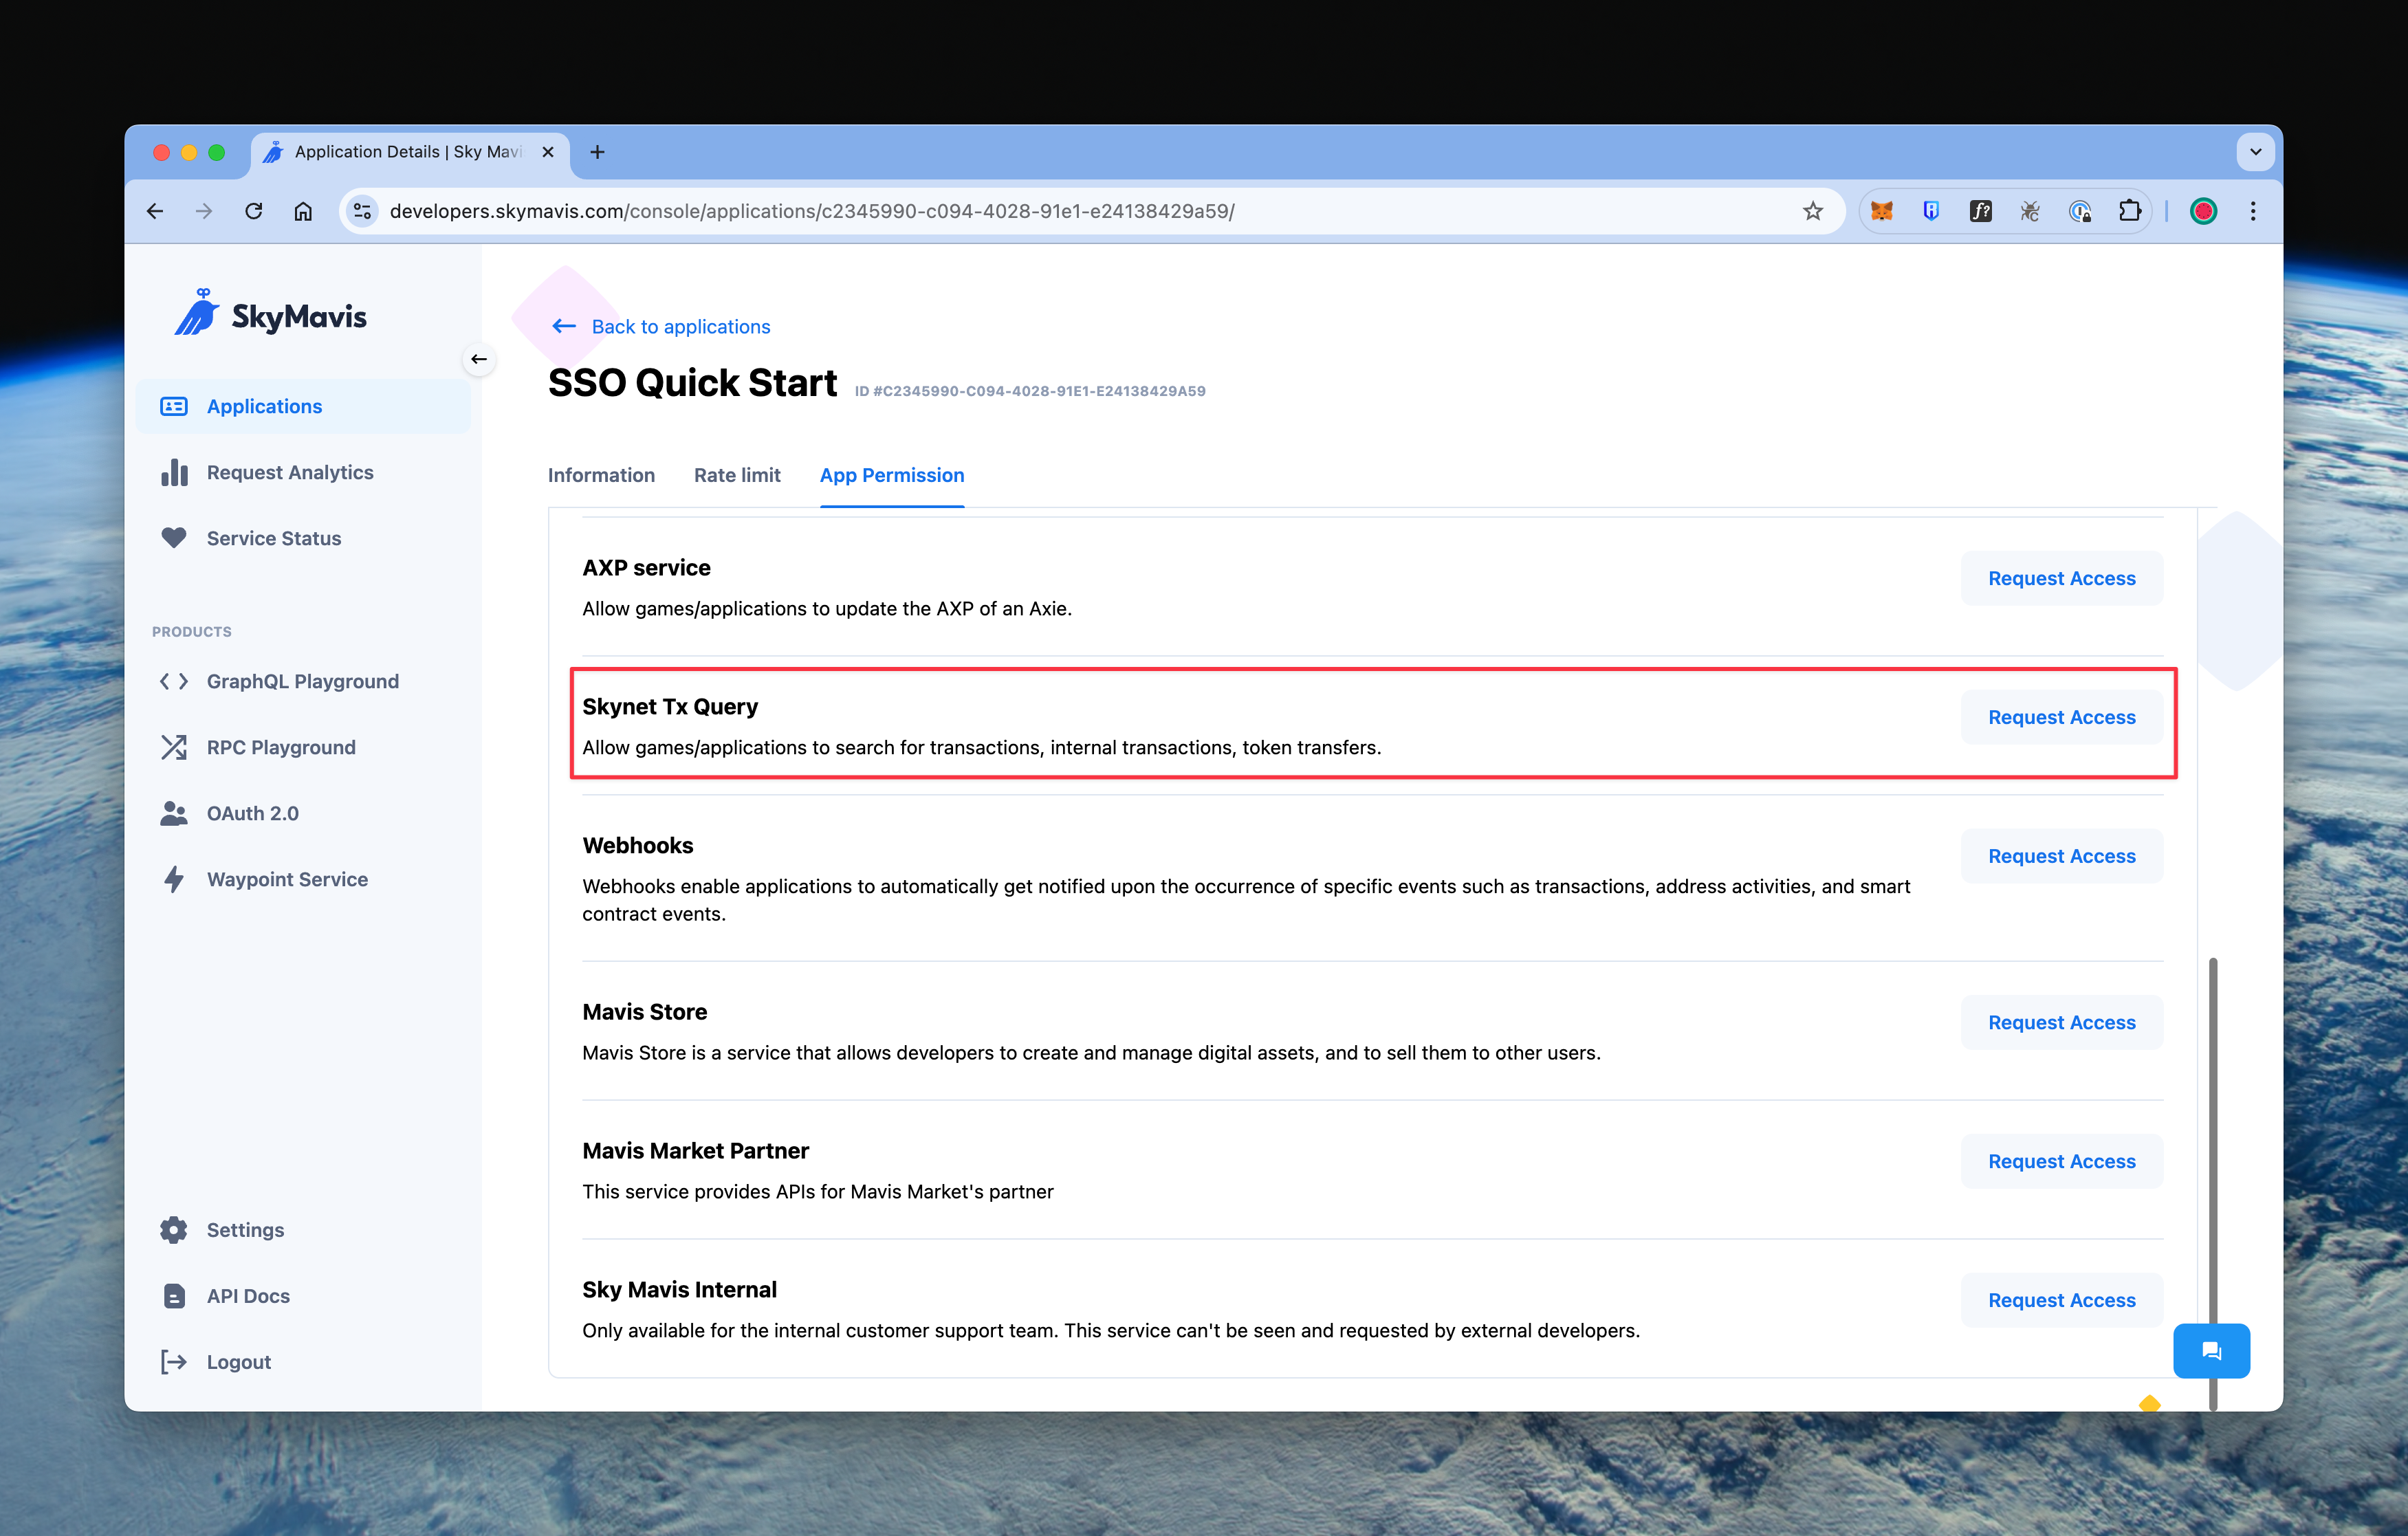 Application Details | Sky Mavi
developers.skymavis.com/console/applications/c2345990-c094-4028-91e1-e24138429a59/
SkyMavis
Applications
Request Analytics
Service Status
PRODUCTS
GraphQL Playground
RPC Playground
OAuth 2.0
Waypoint Service
Settings
API Docs
Logout
Back to applications
SSO Quick Start ID #C2345990-C094-4028-91E1-E24138429A59
Information Rate limit App Permission
AXP service
Request Access
Allow games/applications to update the AXP of an Axie.
Skynet Tx Query
Request Access
Allow games/applications to search for transactions, internal transactions, token transfers.
Webhooks
Request Access
Webhooks enable applications to automatically get notified upon the occurrence of specific events such as transactions, address activities, and smart
contract events.
Mavis Store
Request Access
Mavis Store is a service that allows developers to create and manage digital assets, and to sell them to other users.
Mavis Market Partner
Request Access
This service provides APIs for Mavis Market's partner
Sky Mavis Internal
Request Access
Only available for the internal customer support team. This service can't be seen and requested by external developers.